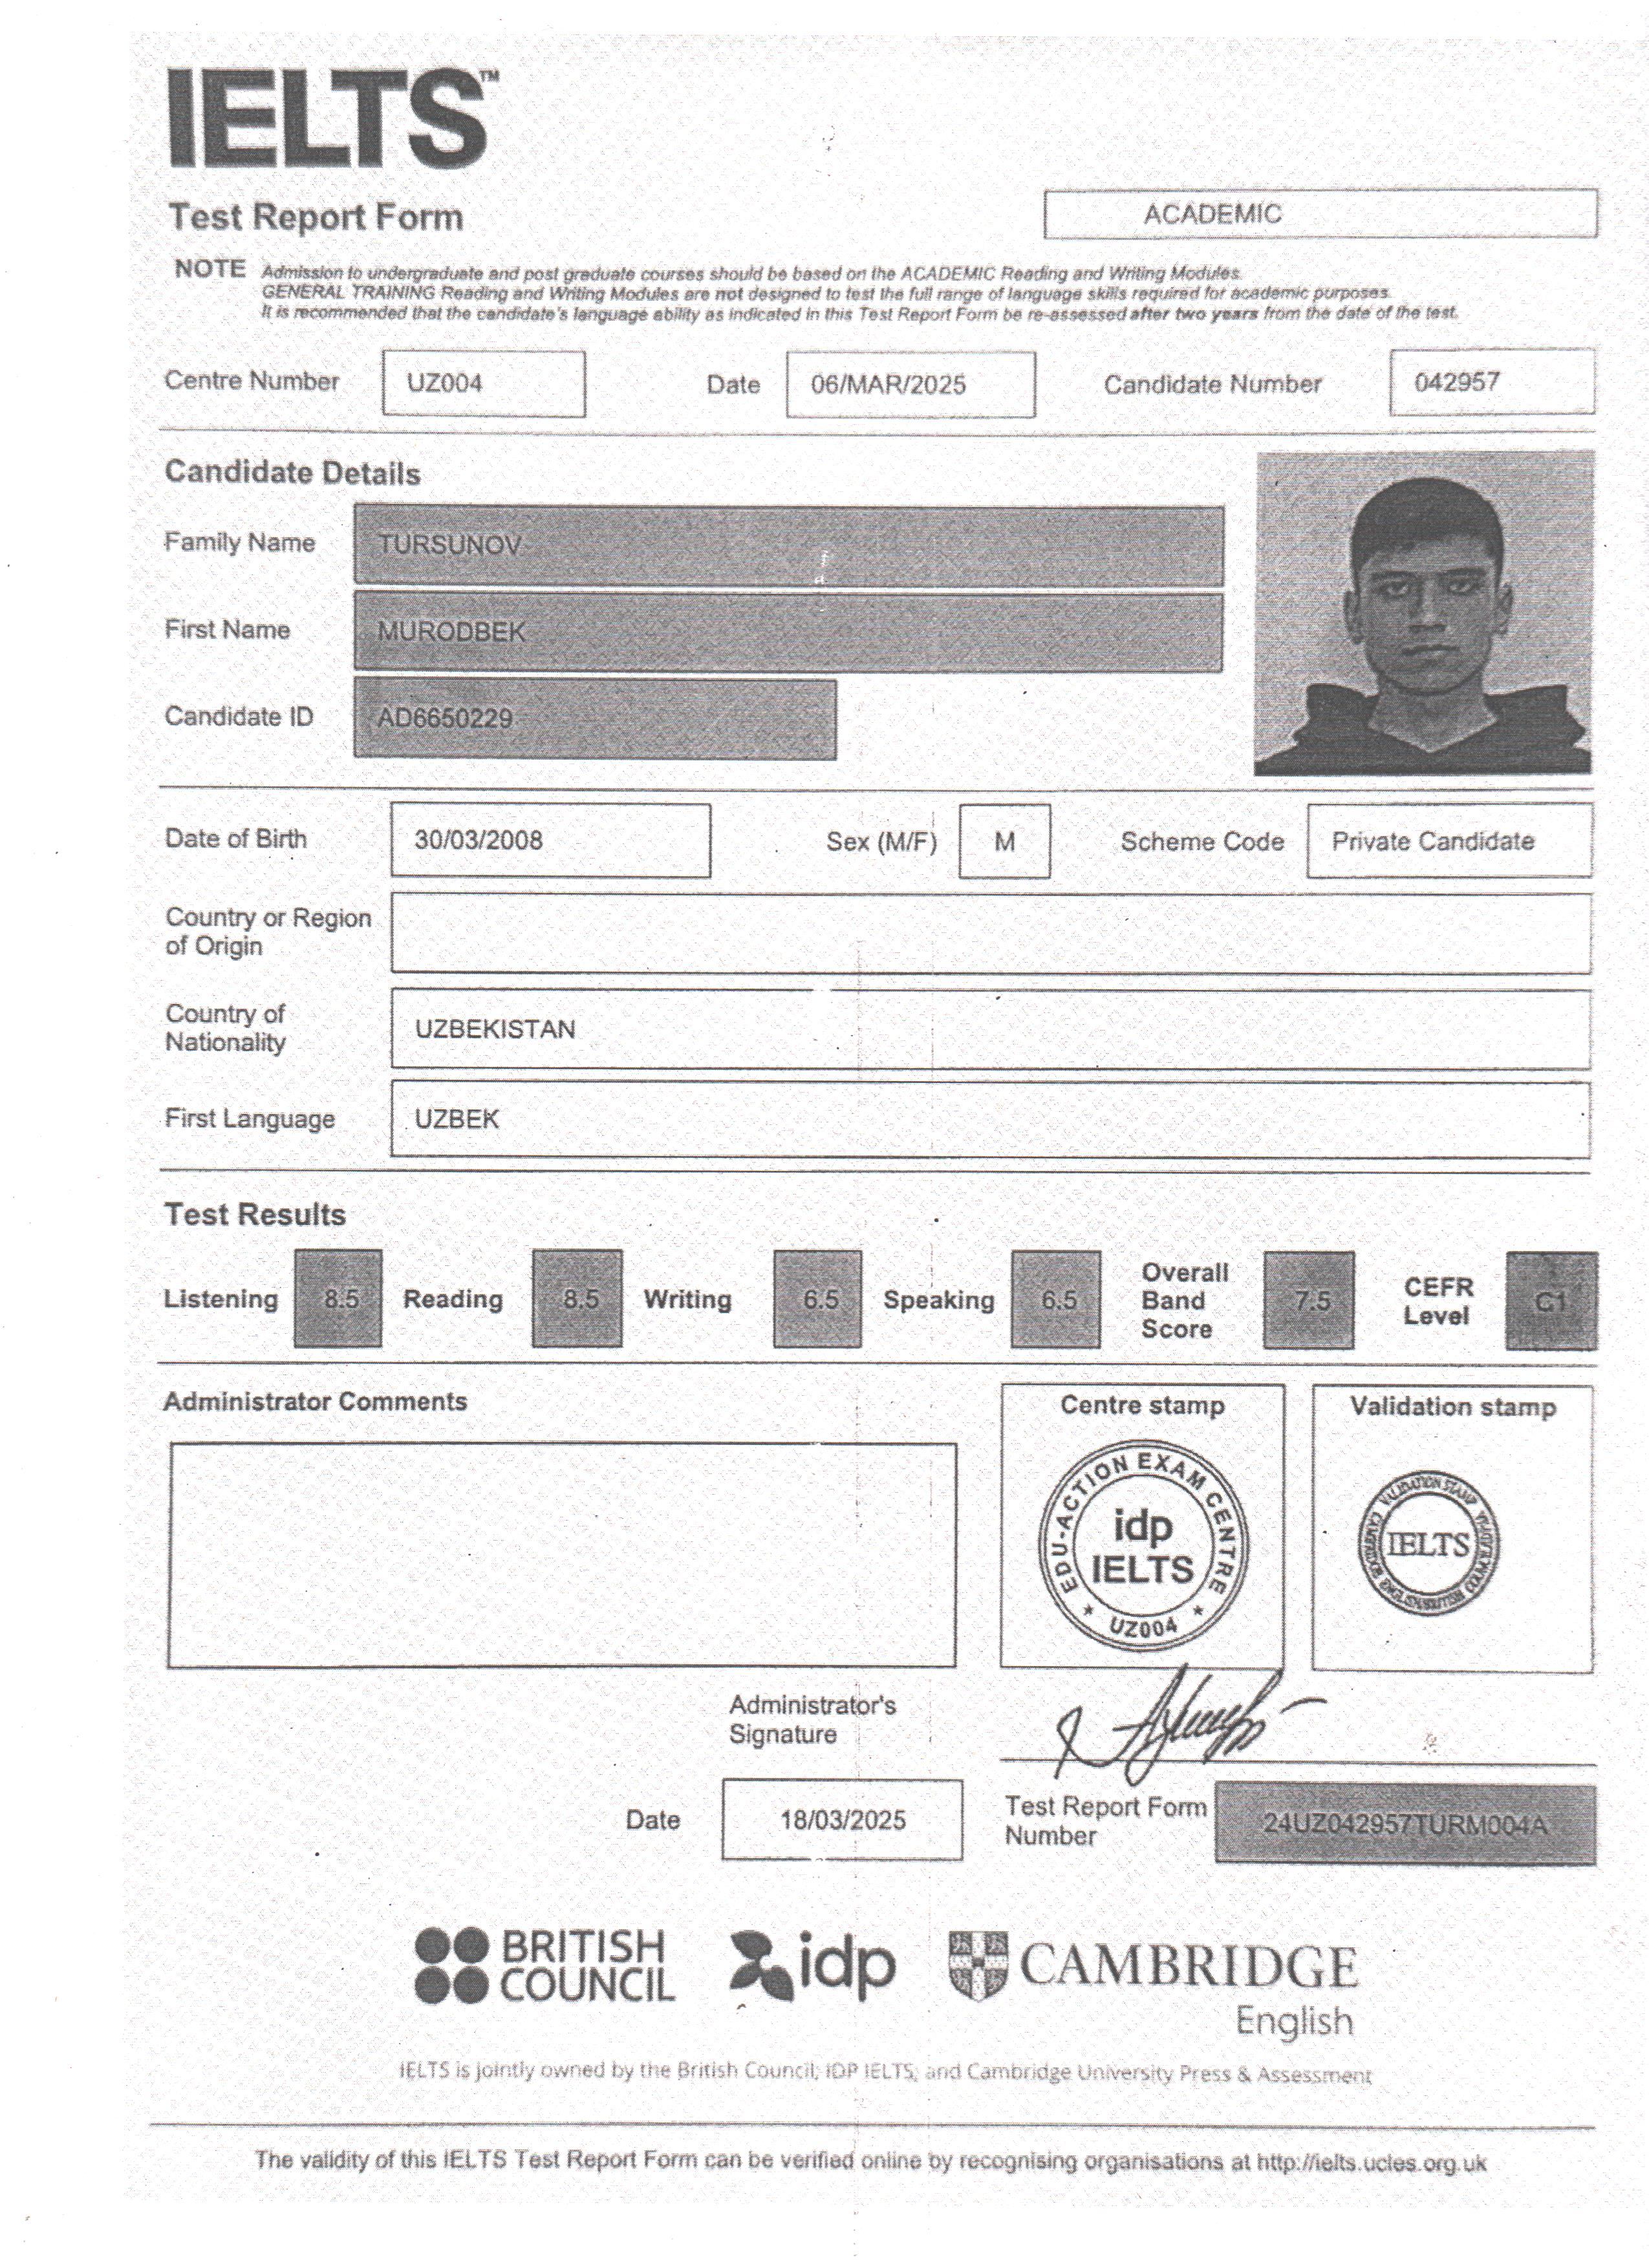 IELTS™
Test Report Form
ACADEMIC
NOTE Admission to undergraduate and post graduate courses should be based on the ACADEMIC Reading and Writing Modules.
GENERAL TRAINING Reading and Writing Modules are not designed to test the full range of language skills required for academic purposes.
It is recommended that the candidate's language ability as indicated in this Test Report Form be re-assessed after two years from the date of the test.
Centre Number UZ004 Date 06/MAR/2025 Candidate Number 042957
Candidate Details
Family Name TURSUNOV
First Name MURODBEK
Candidate ID AD6650229
Date of Birth 30/03/2008 Sex (M/F) M Scheme Code Private Candidate
Country or Region
of Origin
Country of
Nationality UZBEKISTAN
First Language UZBEK
Test Results
Listening 8.5 Reading 8.5 Writing 6.5 Speaking 6.5 Overall Band Score 7.5 CEFR Level C1
Administrator Comments
Centre stamp
EDU-ACTION EXAM CENTRE
idp
IELTS
UZ004
Validation stamp
VALIDATION STAMP
IELTS
Administrator's
Signature
Date 18/03/2025
Test Report Form
Number 24UZ042957TURM004A
BRITISH
COUNCIL
idp
CAMBRIDGE
English
IELTS is jointly owned by the British Council; IDP IELTS; and Cambridge University Press & Assessment
The validity of this IELTS Test Report Form can be verified online by recognising organisations at http://ielts.ucles.org.uk